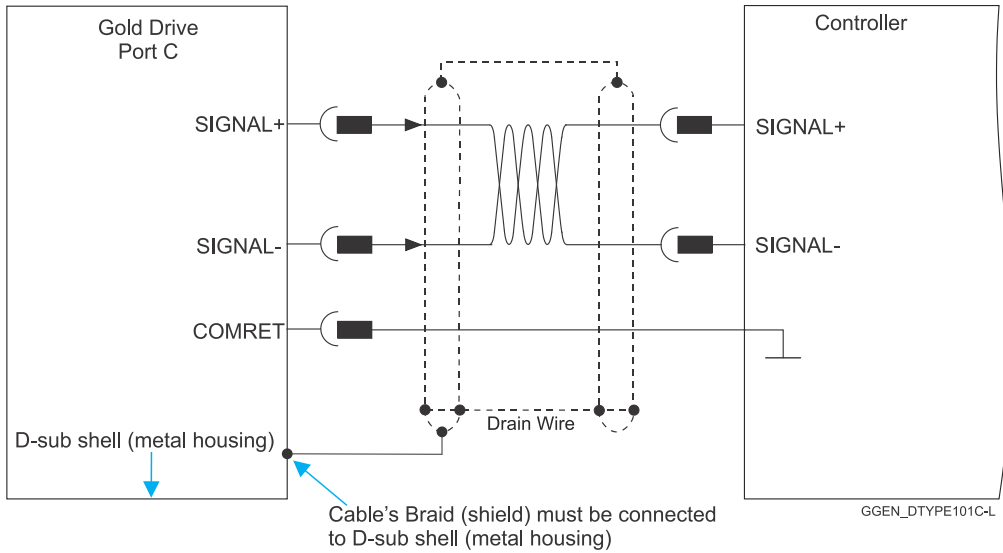 Gold Drive
Port C
Controller
SIGNAL+
SIGNAL+
SIGNAL-
SIGNAL-
COMRET
Drain Wire
D-sub shell (metal housing)
Cable's Braid (shield) must be connected
to D-sub shell (metal housing)
GGEN_DTYPE101C-L